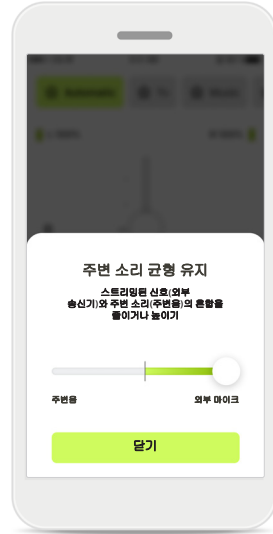 주변 소리 균형 유지
스트리밍된 신호(외부
송신기)와 주변 소리(주변음)의 혼합을
줄이거나 높이기
주변음
외부 마이크
닫기